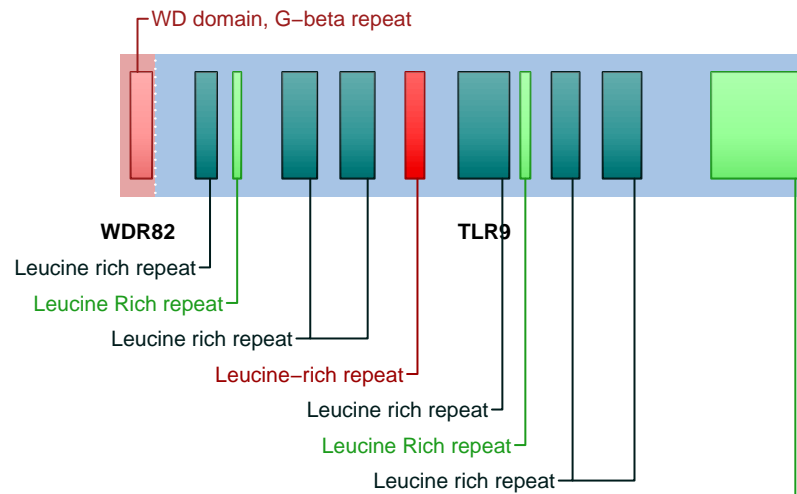 WD domain, G−beta repeat
WDR82
TLR9
Leucine rich repeat
Leucine Rich repeat
Leucine rich repeat
Leucine−rich repeat
Leucine rich repeat
Leucine Rich repeat
Leucine rich repeat